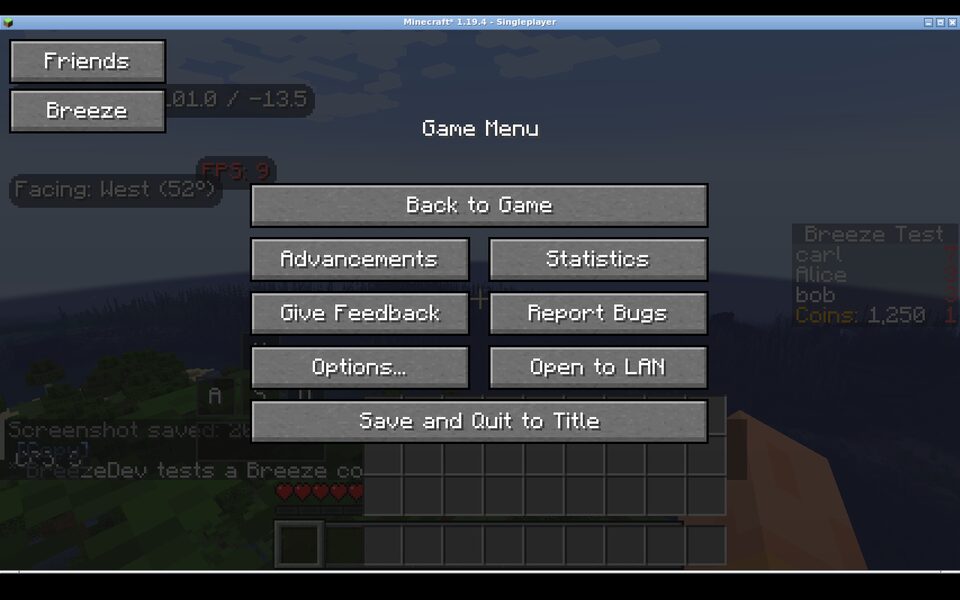 Minecraft* 1.19.4 - Singleplayer
Friends
Breeze
01.0 / -13.5
Game Menu
FPS: 9
Facing: West (52°)
Back to Game
Advancements
Statistics
Breeze Test
carl
Alice
bob
Coins: 1,250
Give Feedback
Report Bugs
Options...
Open to LAN
A
Save and Quit to Title
Screenshot saved:
BreezeDev tests a Breeze co